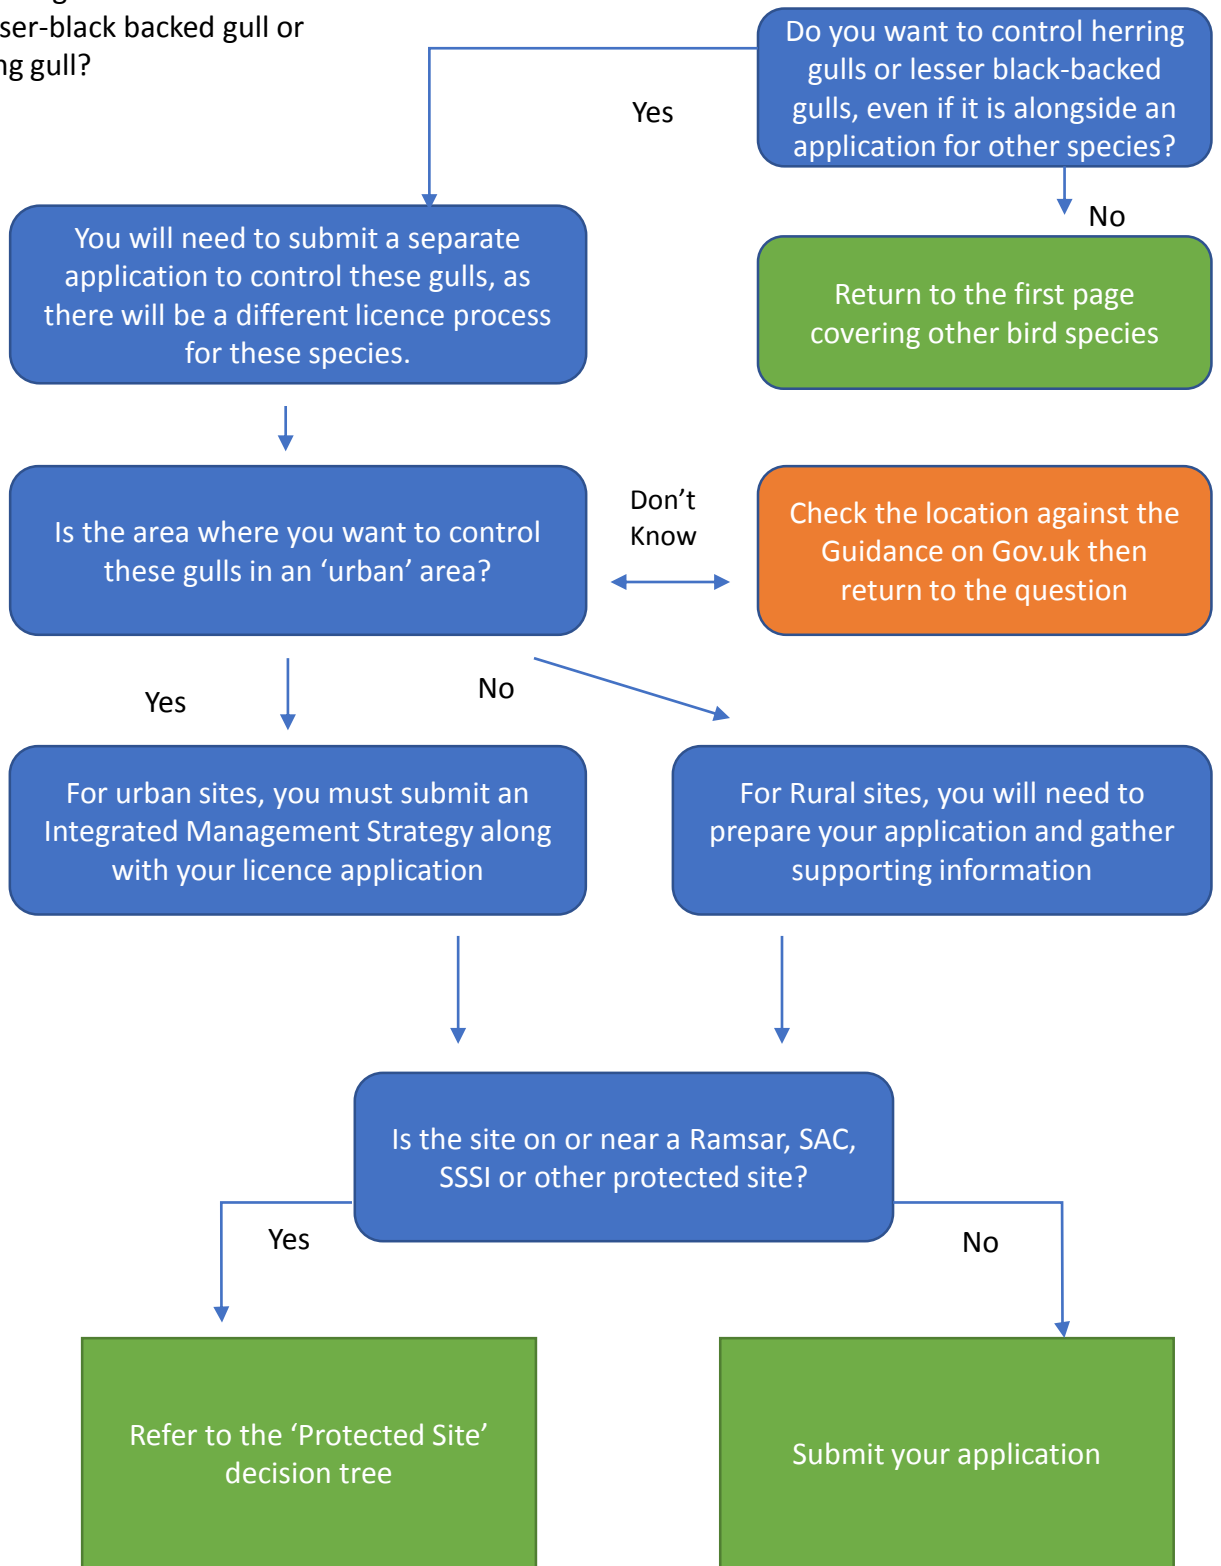 ser-black backed gull or
ng gull?
Do you want to control herring
gulls or lesser black-backed
gulls, even if it is alongside an
application for other species?
Yes
No
You will need to submit a separate
application to control these gulls, as
there will be a different licence process
for these species.
Return to the first page
covering other bird species
Is the area where you want to control
these gulls in an ‘urban’ area?
Don’t
Know
Check the location against the
Guidance on Gov.uk then
return to the question
Yes
No
For urban sites, you must submit an
Integrated Management Strategy along
with your licence application
For Rural sites, you will need to
prepare your application and gather
supporting information
Is the site on or near a Ramsar, SAC,
SSSI or other protected site?
Yes
No
Refer to the ‘Protected Site’
decision tree
Submit your application